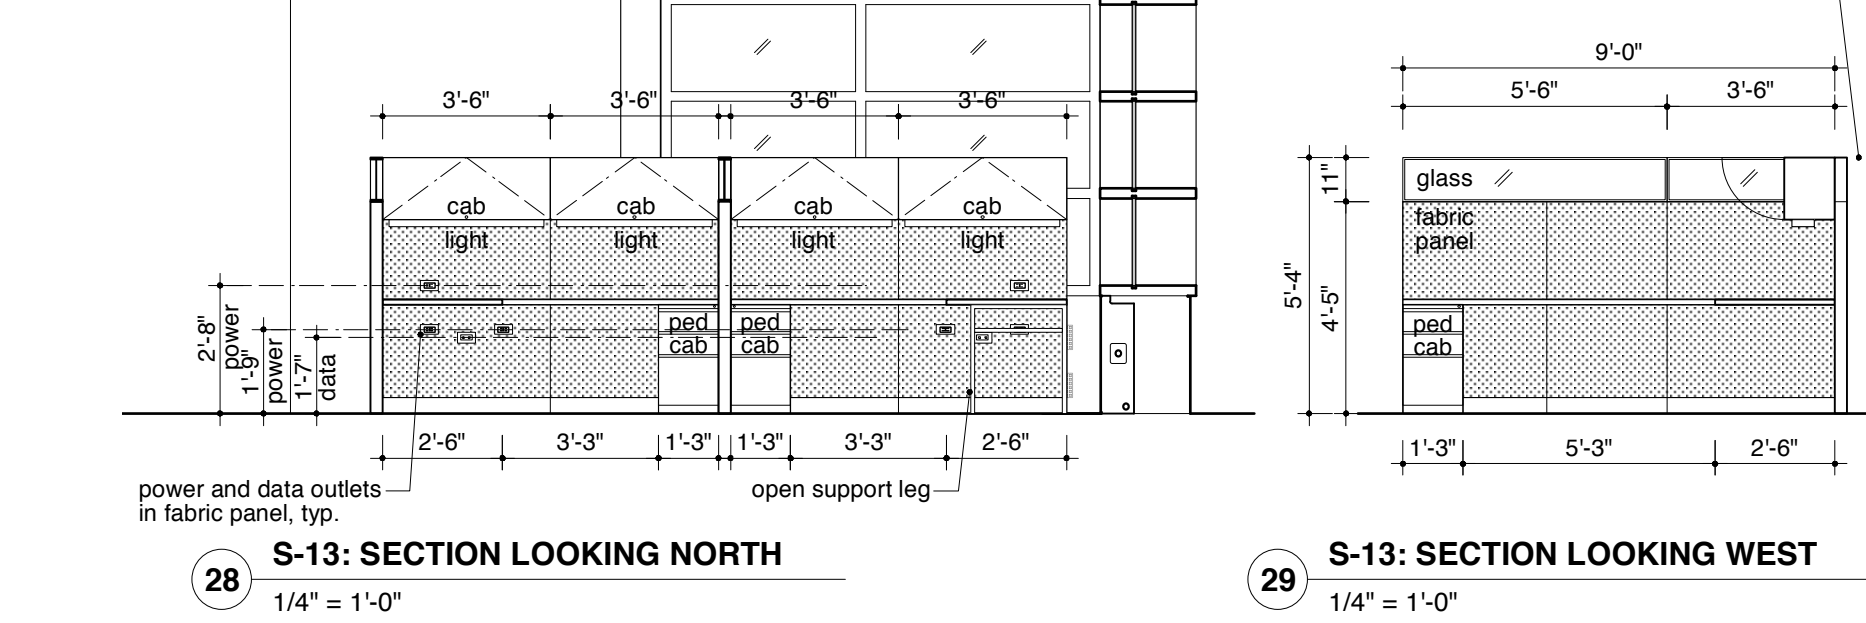 9'-0"
3'-6" 3'-6" 3'-6" 3'-6"
5'-6" 3'-6"
cab cab cab cab
light light light light
11"
glass
fabric
panel
2'-8"
power
1'-9"
power
1'-7"
data
ped ped
cab cab
5'-4"
4'-5"
ped
cab
2'-6" 3'-3" 1'-3" 1'-3" 3'-3" 2'-6"
1'-3" 5'-3" 2'-6"
power and data outlets
in fabric panel, typ.
open support leg
28 S-13: SECTION LOOKING NORTH
1/4" = 1'-0"
29 S-13: SECTION LOOKING WEST
1/4" = 1'-0"